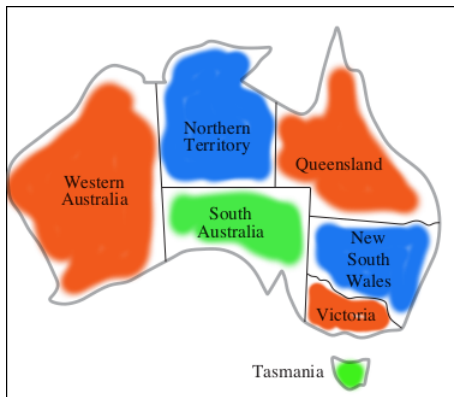 Northern
Territory
Queensland
Western
Australia
South
Australia
New
South
Wales
Victoria
Tasmania